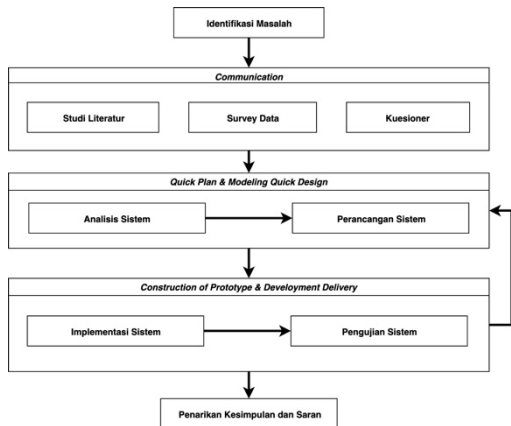 Identifikasi Masalah
Communication
Studi Literatur
Survey Data
Kuesioner
Quick Plan & Modeling Quick Design
Analisis Sistem
Perancangan Sistem
Construction of Prototype & Development Delivery
Implementasi Sistem
Pengujian Sistem
Penarikan Kesimpulan dan Saran